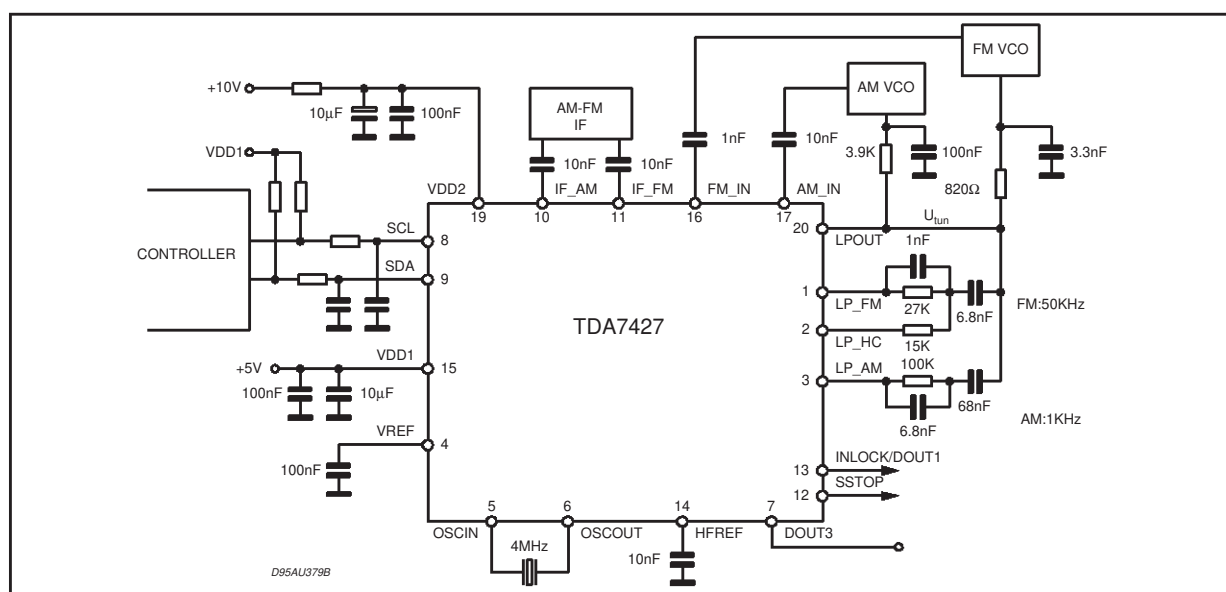 FM VCO
+10V
AM VCO
10µF
100nF
AM-FM
IF
1nF
10nF
3.9K
100nF
3.3nF
VDD1
10nF
10nF
820Ω
VDD2
IF_AM
IF_FM
FM_IN
AM_IN
19
10
11
16
17
20
LPOUT
Utun
SCL
8
1nF
CONTROLLER
SDA
9
1
LP_FM
27K
6.8nF
FM:50KHz
TDA7427
2
LP_HC
15K
VDD1
+5V
15
100K
3
LP_AM
100nF
10µF
68nF
6.8nF
AM:1KHz
VREF
4
100nF
INLOCK/DOUT1
13
SSTOP
12
5
6
14
7
OSCIN
OSCOUT
HFREF
DOUT3
4MHz
10nF
D95AU379B